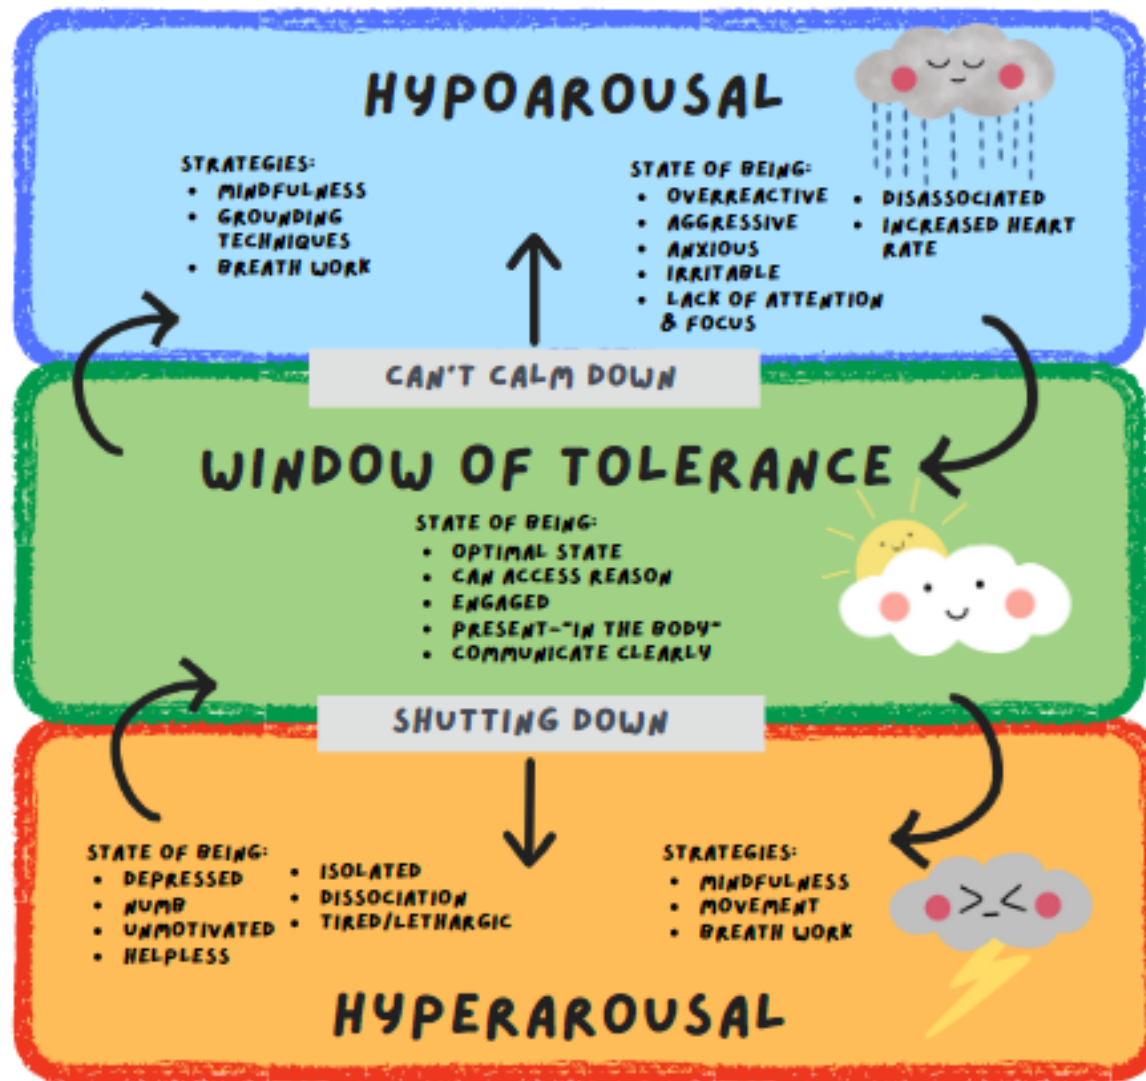 HYPOAROUSAL
STRATEGIES:
• MINDFULNESS
• GROUNDING
TECHNIQUES
• BREATH WORK
STATE OF BEING:
• OVERREACTIVE
• AGGRESSIVE
• ANXIOUS
• IRRITABLE
• LACK OF ATTENTION
& FOCUS
• DISASSOCIATED
• INCREASED HEART
RATE
CAN'T CALM DOWN
WINDOW OF TOLERANCE
STATE OF BEING:
• OPTIMAL STATE
• CAN ACCESS REASON
• ENGAGED
• PRESENT-"IN THE BODY"
• COMMUNICATE CLEARLY
SHUTTING DOWN
STATE OF BEING:
• DEPRESSED
• NUMB
• UNMOTIVATED
• HELPLESS
• ISOLATED
• DISSOCIATION
• TIRED/LETHARGIC
STRATEGIES:
• MINDFULNESS
• MOVEMENT
• BREATH WORK
HYPERAROUSAL